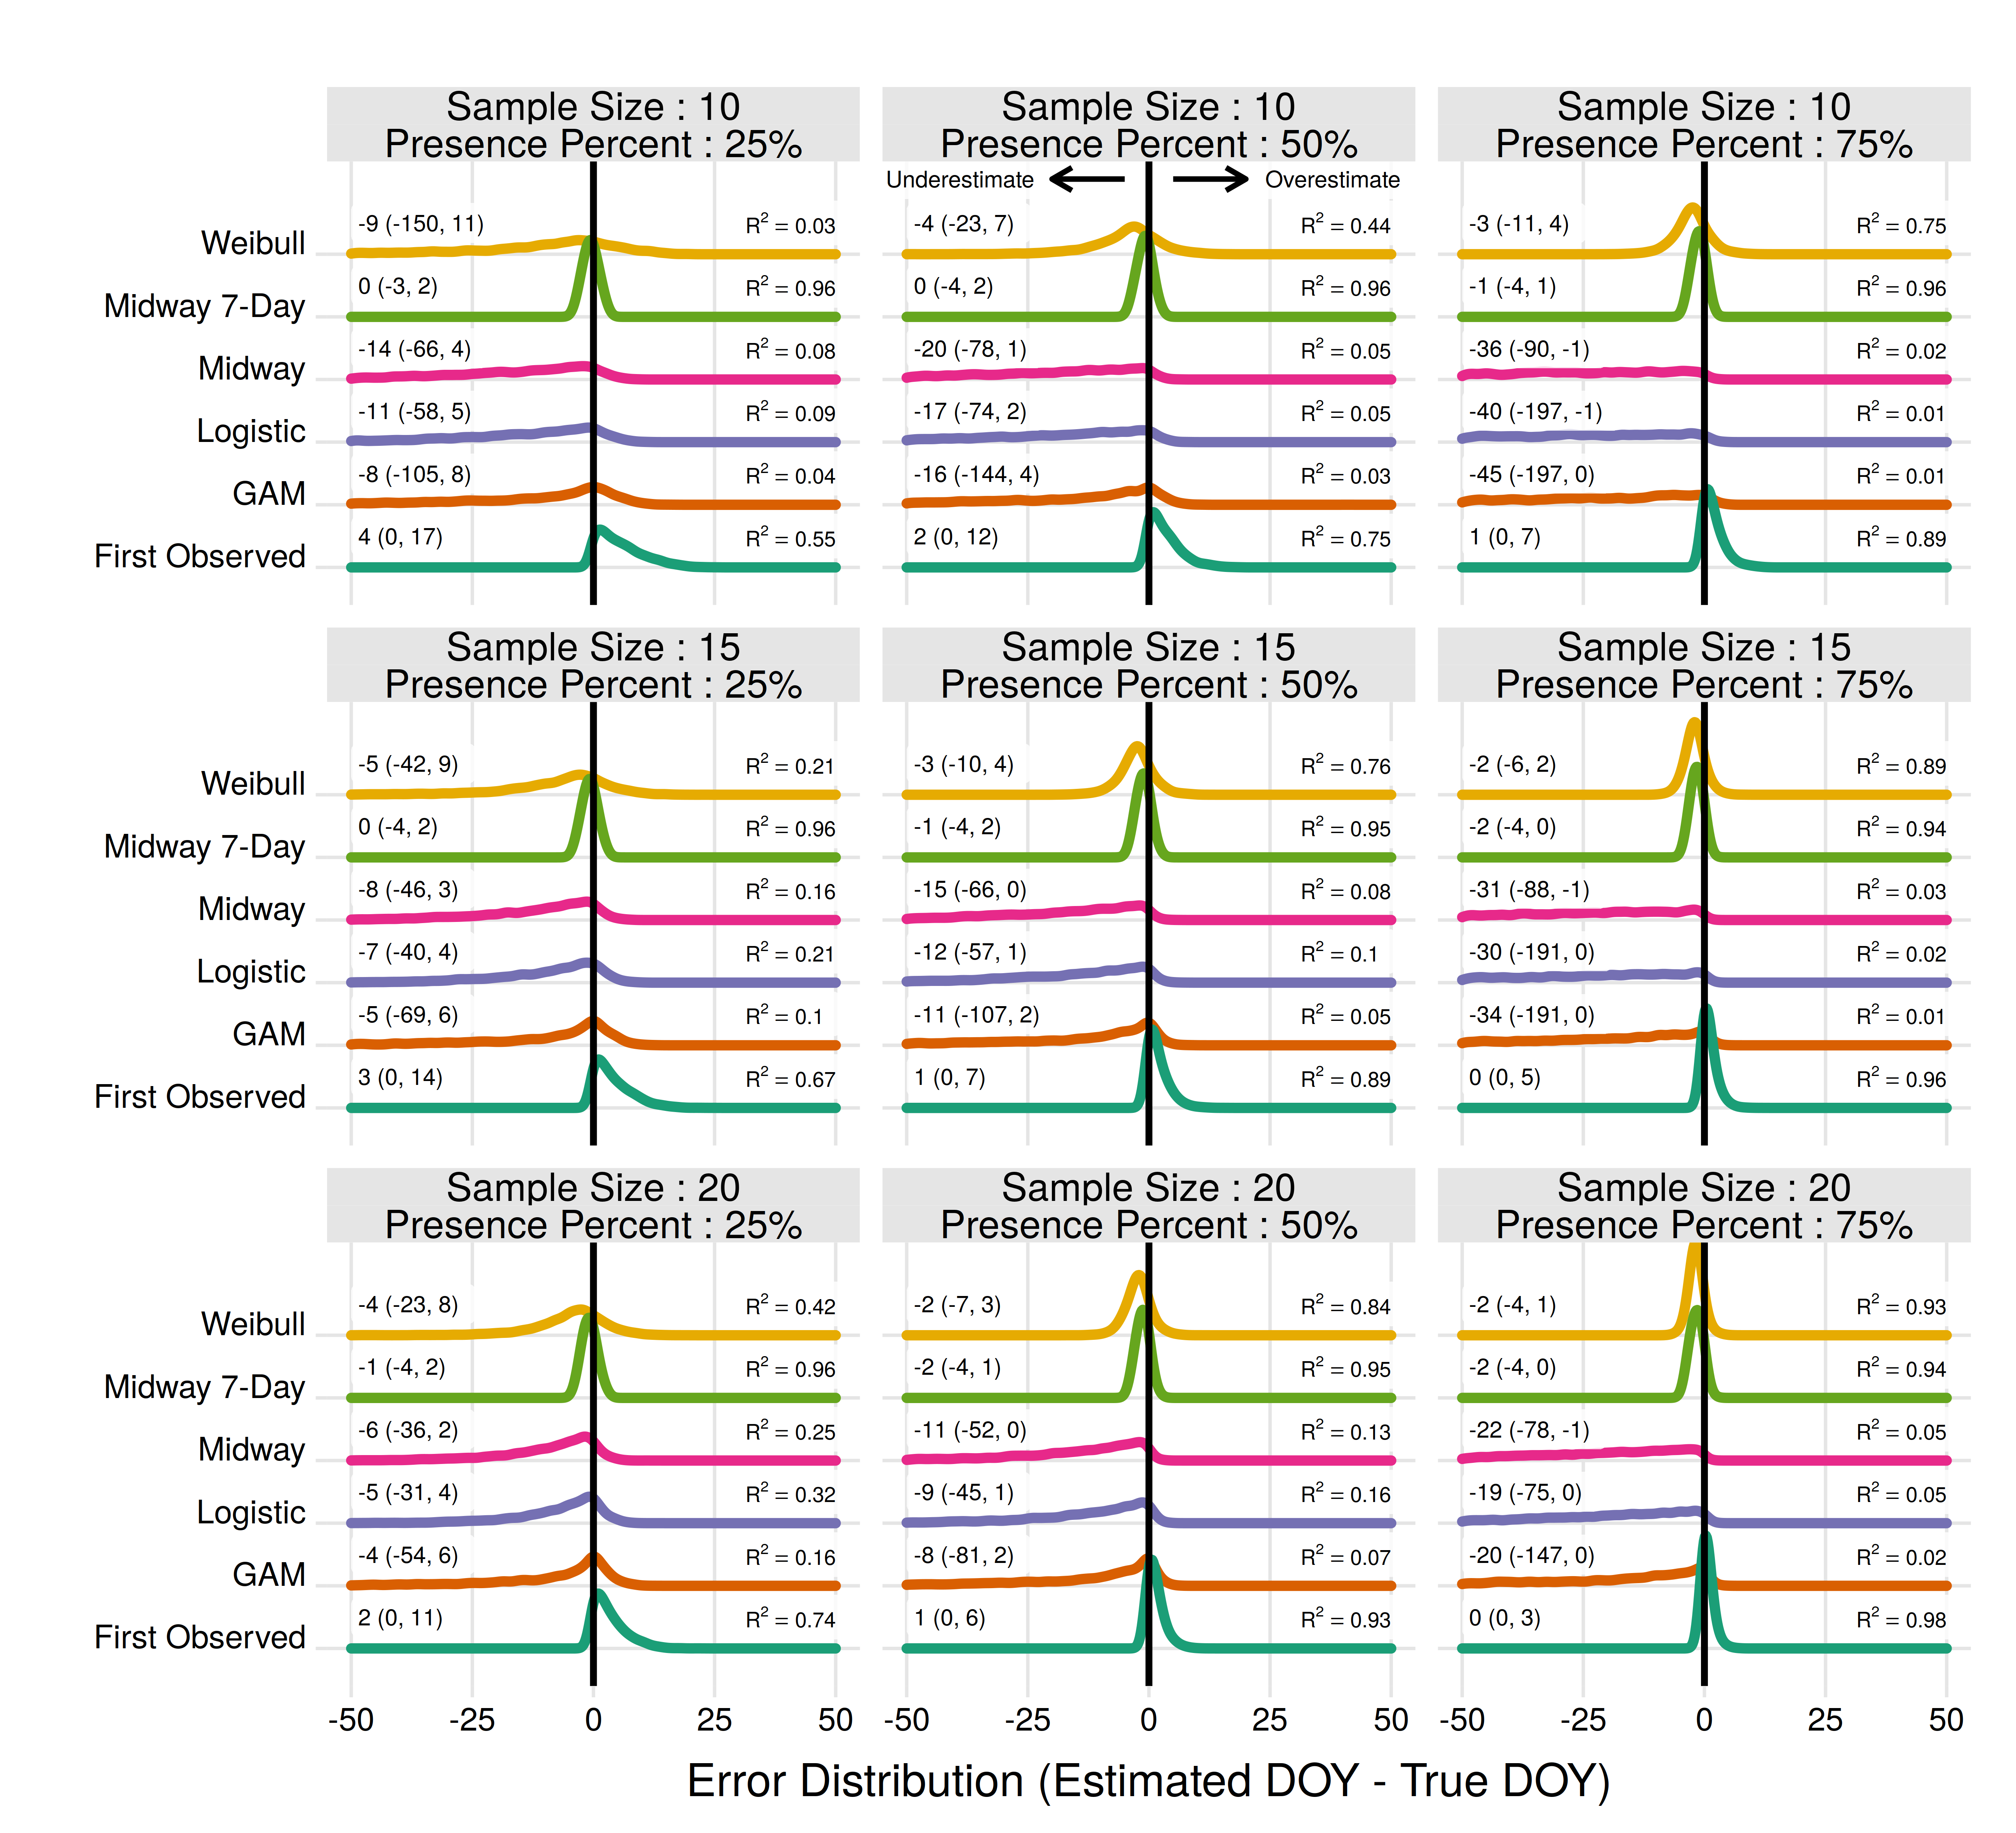 Sample Size : 10
Presence Percent : 25%
Sample Size : 10
Presence Percent : 50%
Sample Size : 10
Presence Percent : 75%
Underestimate Overestimate
Weibull -9 (-150, 11) R² = 0.03 -4 (-23, 7) R² = 0.44 -3 (-11, 4) R² = 0.75
Midway 7-Day 0 (-3, 2) R² = 0.96 0 (-4, 2) R² = 0.96 -1 (-4, 1) R² = 0.96
Midway -14 (-66, 4) R² = 0.08 -20 (-78, 1) R² = 0.05 -36 (-90, -1) R² = 0.02
Logistic -11 (-58, 5) R² = 0.09 -17 (-74, 2) R² = 0.05 -40 (-197, -1) R² = 0.01
GAM -8 (-105, 8) R² = 0.04 -16 (-144, 4) R² = 0.03 -45 (-197, 0) R² = 0.01
First Observed 4 (0, 17) R² = 0.55 2 (0, 12) R² = 0.75 1 (0, 7) R² = 0.89
Sample Size : 15
Presence Percent : 25%
Sample Size : 15
Presence Percent : 50%
Sample Size : 15
Presence Percent : 75%
Weibull -5 (-42, 9) R² = 0.21 -3 (-10, 4) R² = 0.76 -2 (-6, 2) R² = 0.89
Midway 7-Day 0 (-4, 2) R² = 0.96 -1 (-4, 2) R² = 0.95 -2 (-4, 0) R² = 0.94
Midway -8 (-46, 3) R² = 0.16 -15 (-66, 0) R² = 0.08 -31 (-88, -1) R² = 0.03
Logistic -7 (-40, 4) R² = 0.21 -12 (-57, 1) R² = 0.1 -30 (-191, 0) R² = 0.02
GAM -5 (-69, 6) R² = 0.1 -11 (-107, 2) R² = 0.05 -34 (-191, 0) R² = 0.01
First Observed 3 (0, 14) R² = 0.67 1 (0, 7) R² = 0.89 0 (0, 5) R² = 0.96
Sample Size : 20
Presence Percent : 25%
Sample Size : 20
Presence Percent : 50%
Sample Size : 20
Presence Percent : 75%
Weibull -4 (-23, 8) R² = 0.42 -2 (-7, 3) R² = 0.84 -2 (-4, 1) R² = 0.93
Midway 7-Day -1 (-4, 2) R² = 0.96 -2 (-4, 1) R² = 0.95 -2 (-4, 0) R² = 0.94
Midway -6 (-36, 2) R² = 0.25 -11 (-52, 0) R² = 0.13 -22 (-78, -1) R² = 0.05
Logistic -5 (-31, 4) R² = 0.32 -9 (-45, 1) R² = 0.16 -19 (-75, 0) R² = 0.05
GAM -4 (-54, 6) R² = 0.16 -8 (-81, 2) R² = 0.07 -20 (-147, 0) R² = 0.02
First Observed 2 (0, 11) R² = 0.74 1 (0, 6) R² = 0.93 0 (0, 3) R² = 0.98
-50 -25 0 25 50 -50 -25 0 25 50 -50 -25 0 25 50
Error Distribution (Estimated DOY - True DOY)